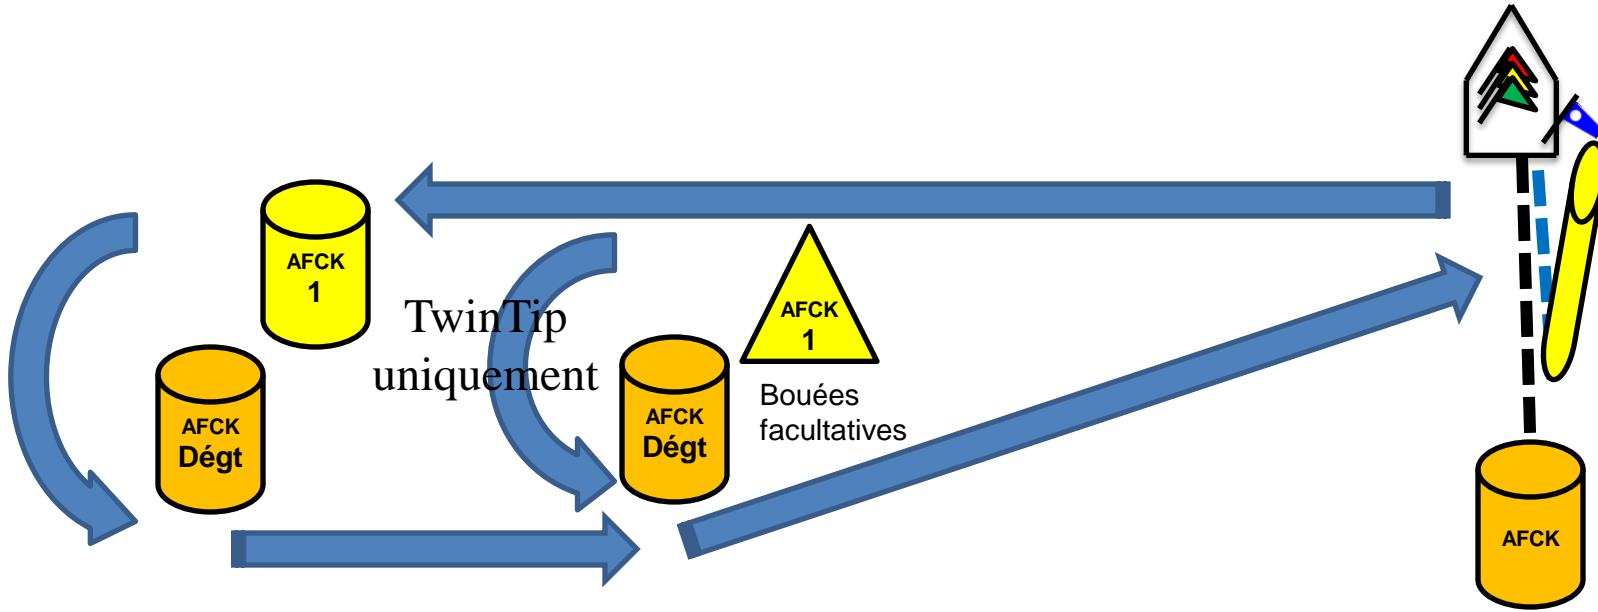 AFCK
1
TwinTip
uniquement
AFCK
1
AFCK
Dégt
AFCK
Dégt
Bouées
facultatives
AFCK